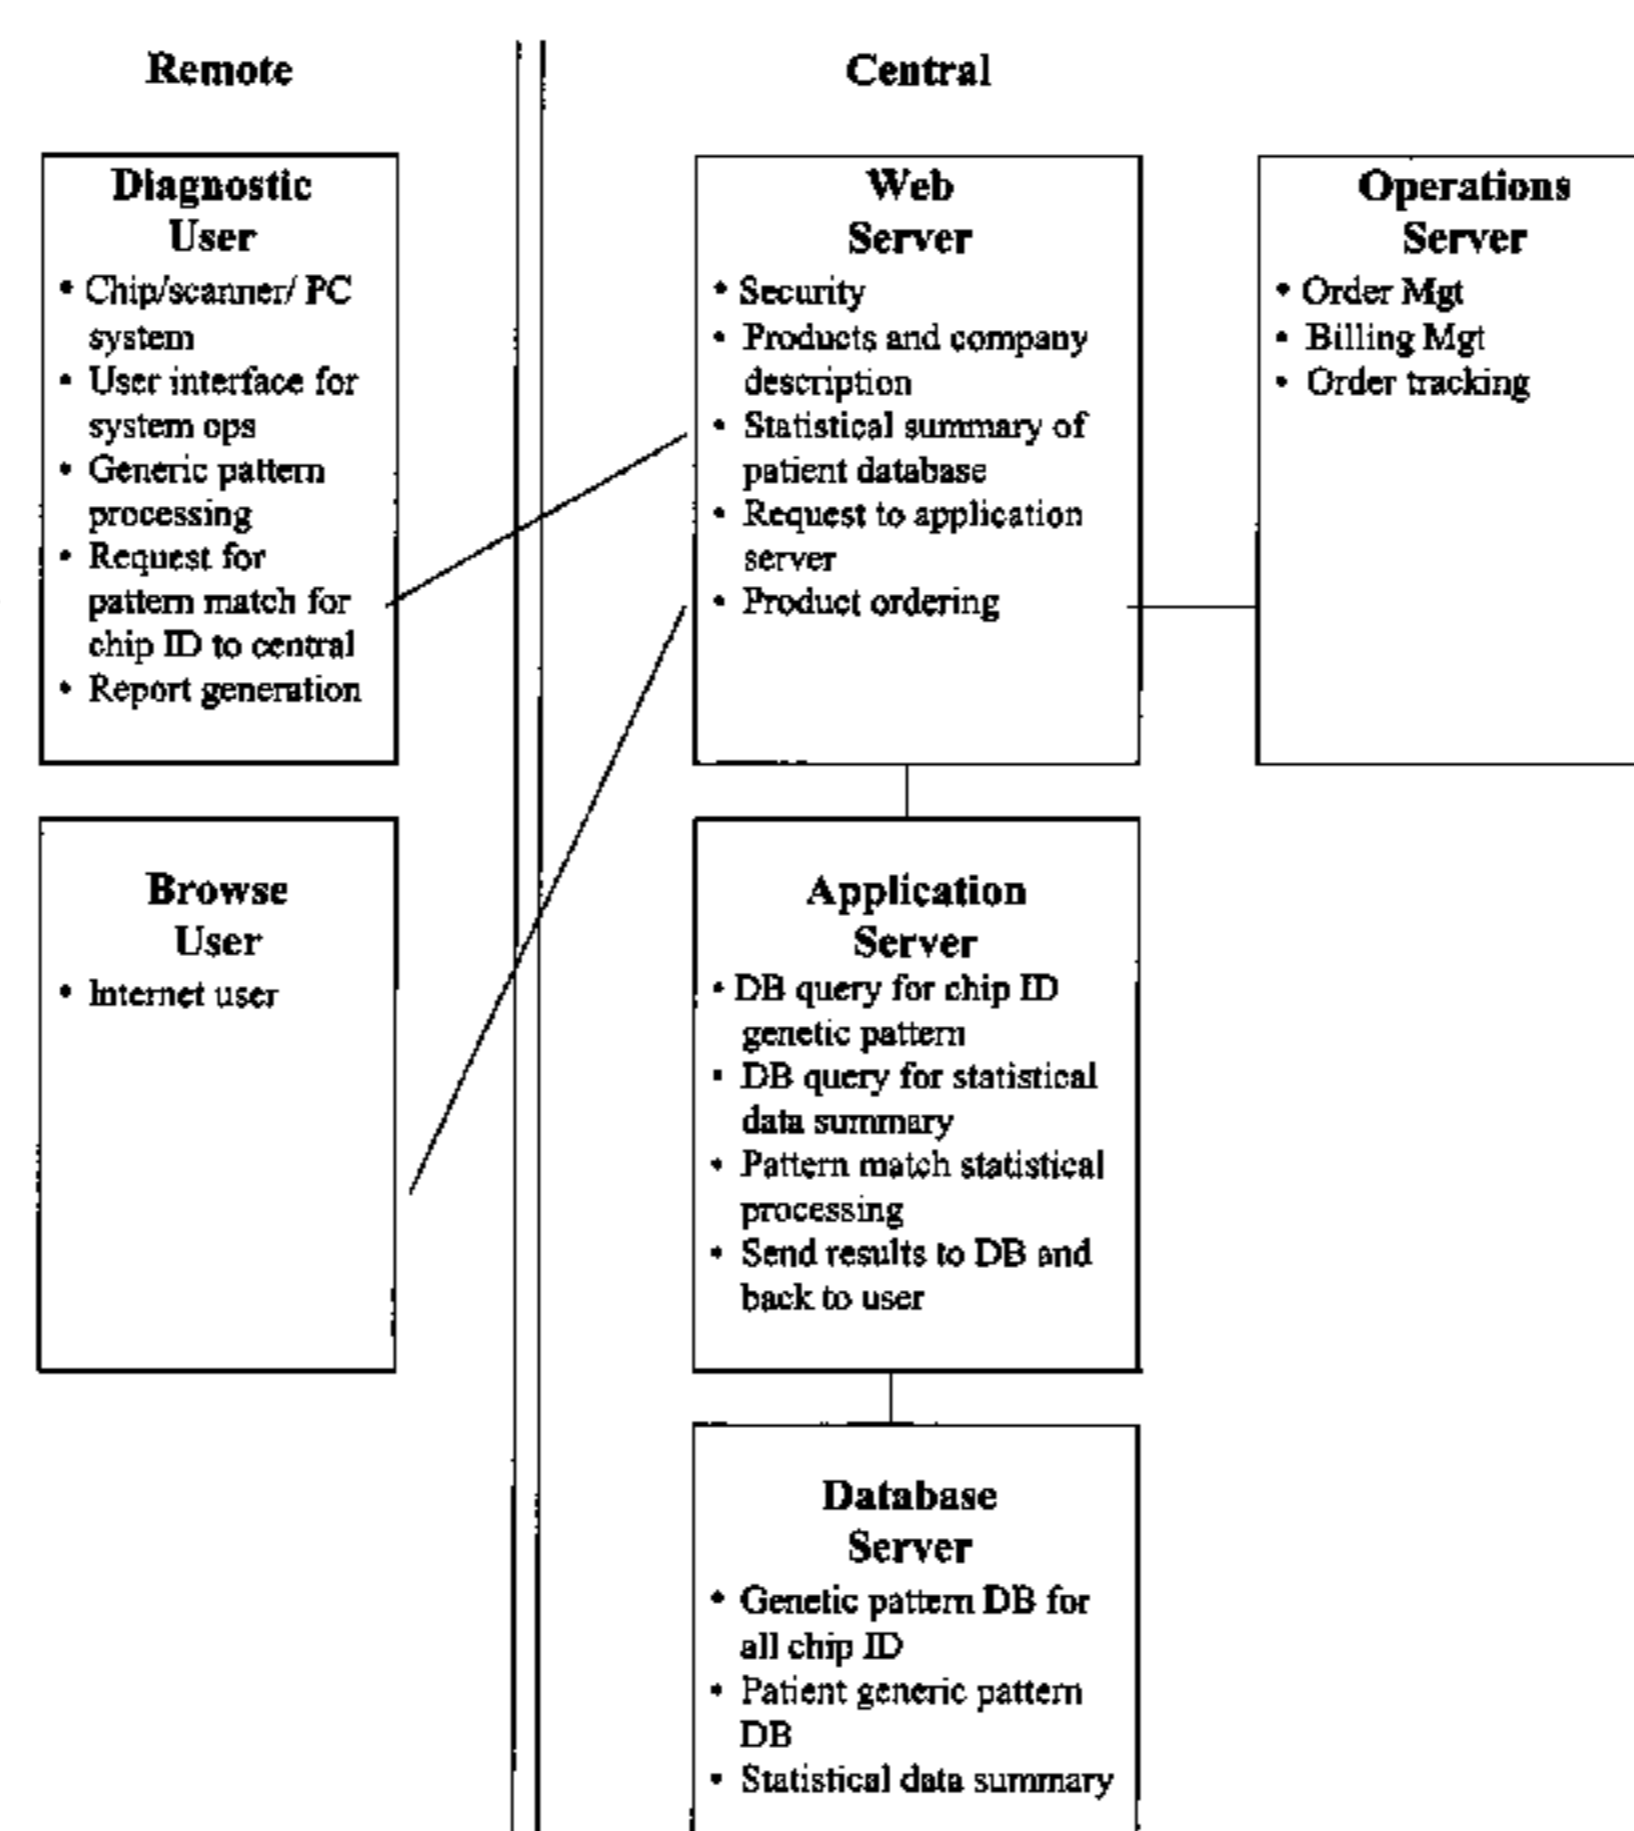 Remote
Central
Diagnostic
User
• Chip/scanner/ PC
system
• User interface for
system ops
• Generic pattern
processing
• Request for
pattern match for
chip ID to central
• Report generation
Web
Server
• Security
• Products and company
description
• Statistical summary of
patient database
• Request to application
server
• Product ordering
Operations
Server
• Order Mgt
• Billing Mgt
• Order tracking
Browse
User
• Internet user
Application
Server
• DB query for chip ID
genetic pattern
• DB query for statistical
data summary
• Pattern match statistical
processing
• Send results to DB and
back to user
Database
Server
• Genetic pattern DB for
all chip ID
• Patient generic pattern
DB
• Statistical data summary